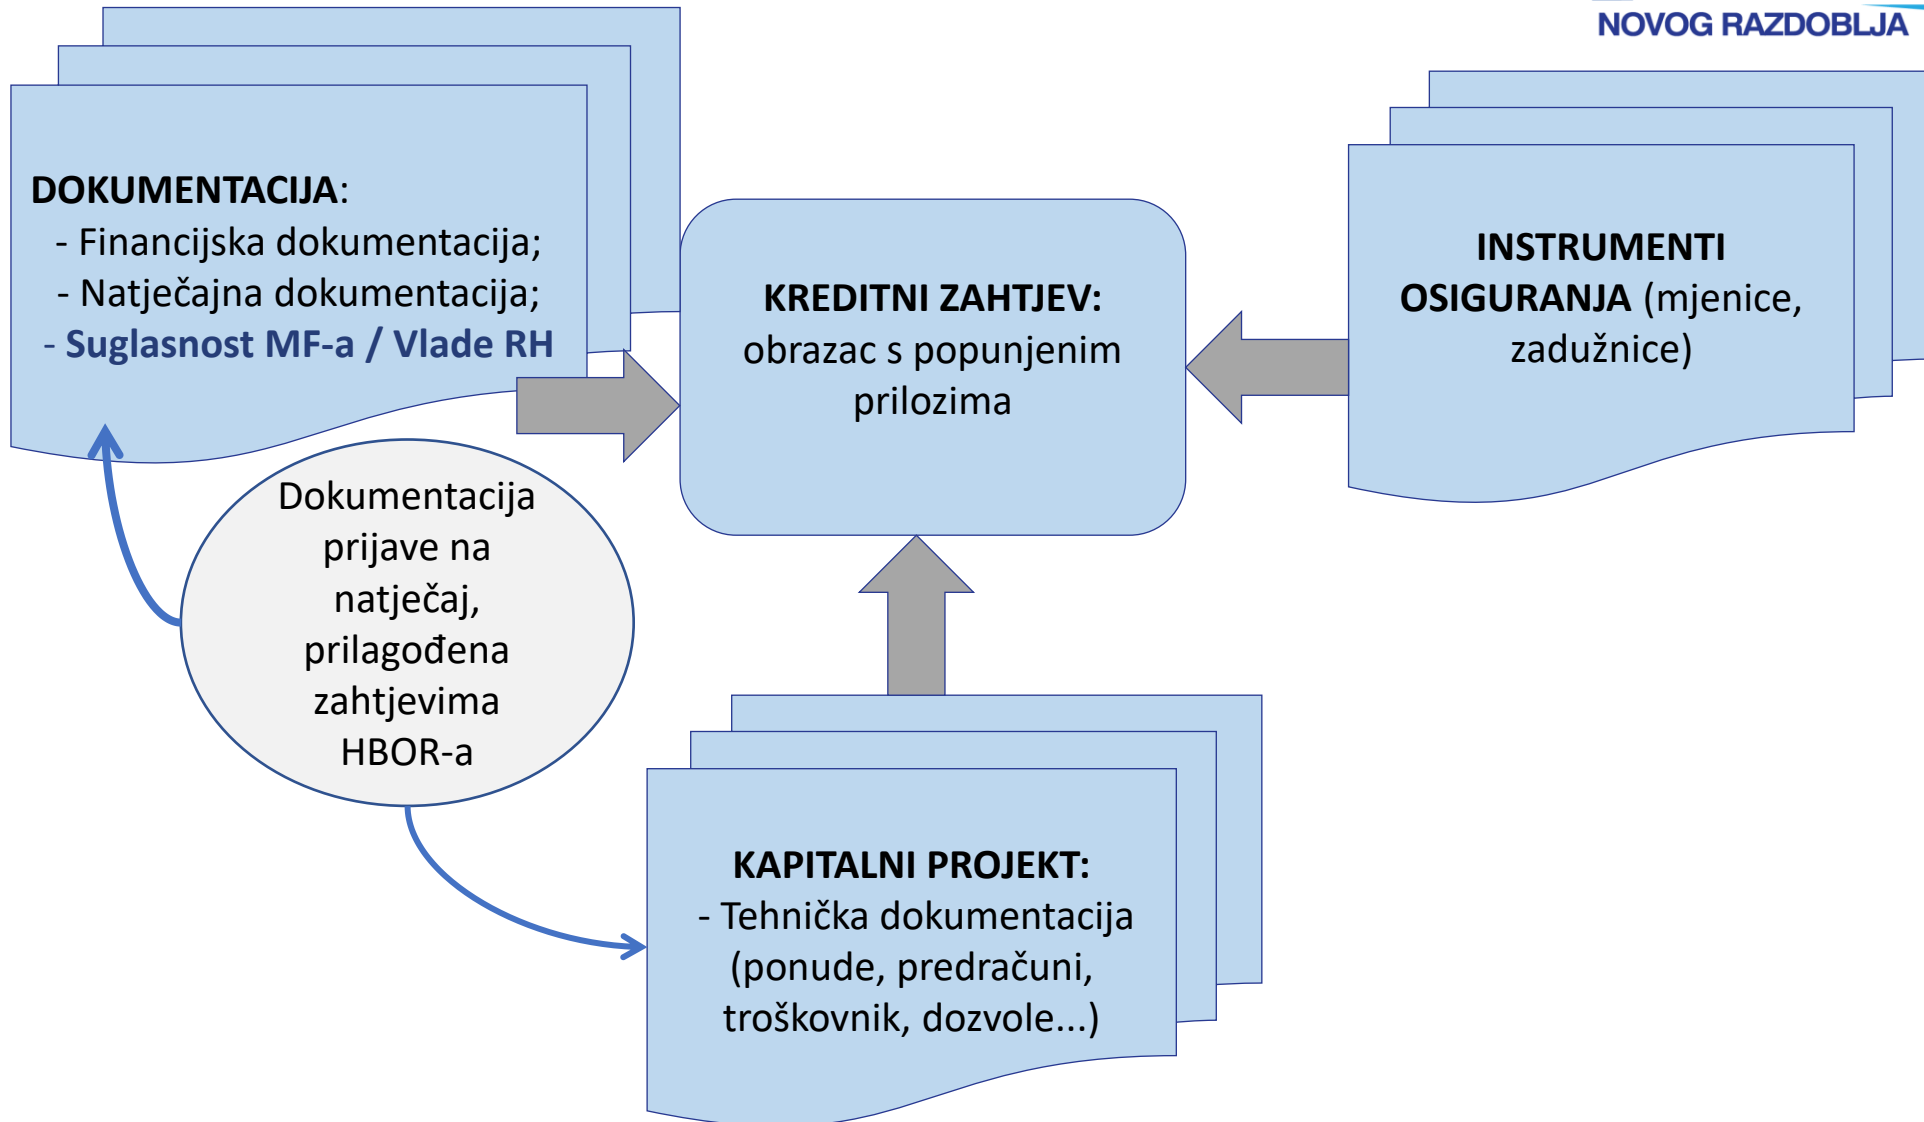 NOVOG RAZDOBLJA
DOKUMENTACIJA:
- Financijska dokumentacija;
- Natječajna dokumentacija;
- Suglasnost MF-a / Vlade RH
KREDITNI ZAHTJEV:
obrazac s popunjenim
prilozima
INSTRUMENTI
OSIGURANJA (mjenice,
zadužnice)
Dokumentacija
prijave na
natječaj,
prilagođena
zahtjevima
HBOR-a
KAPITALNI PROJEKT:
- Tehnička dokumentacija
(ponude, predračuni,
troškovnik, dozvole...)